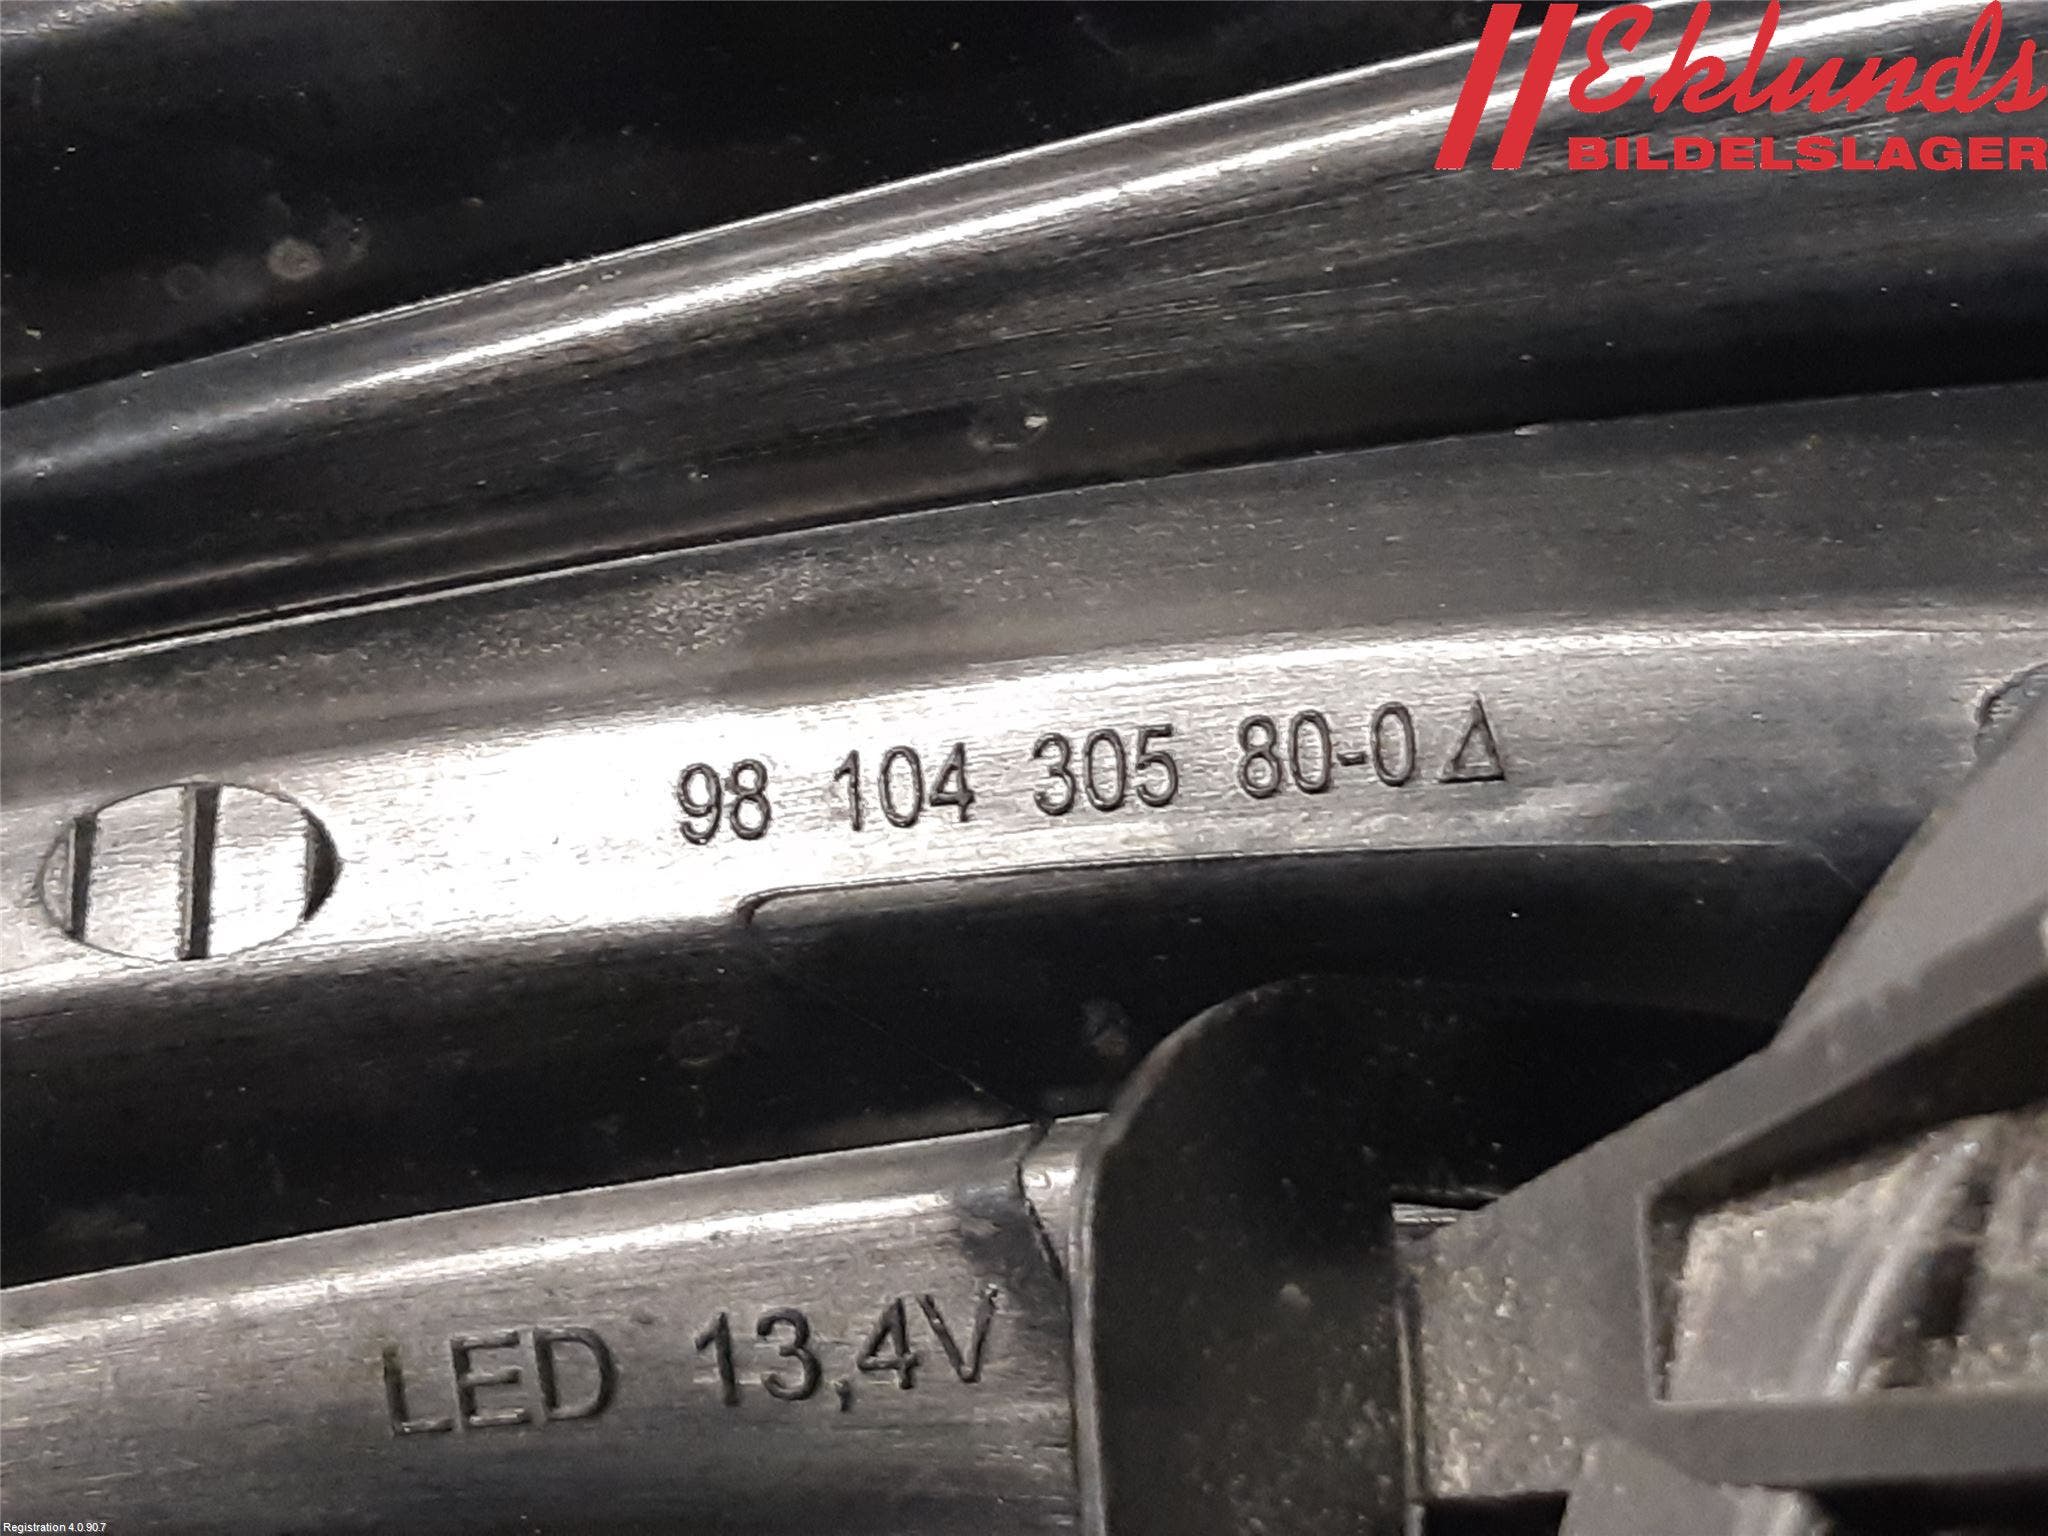 Eklunds
BILDELSLAGER
98 104 305 80-0 Δ
LED 13,4V
Registration 4.0.90.7